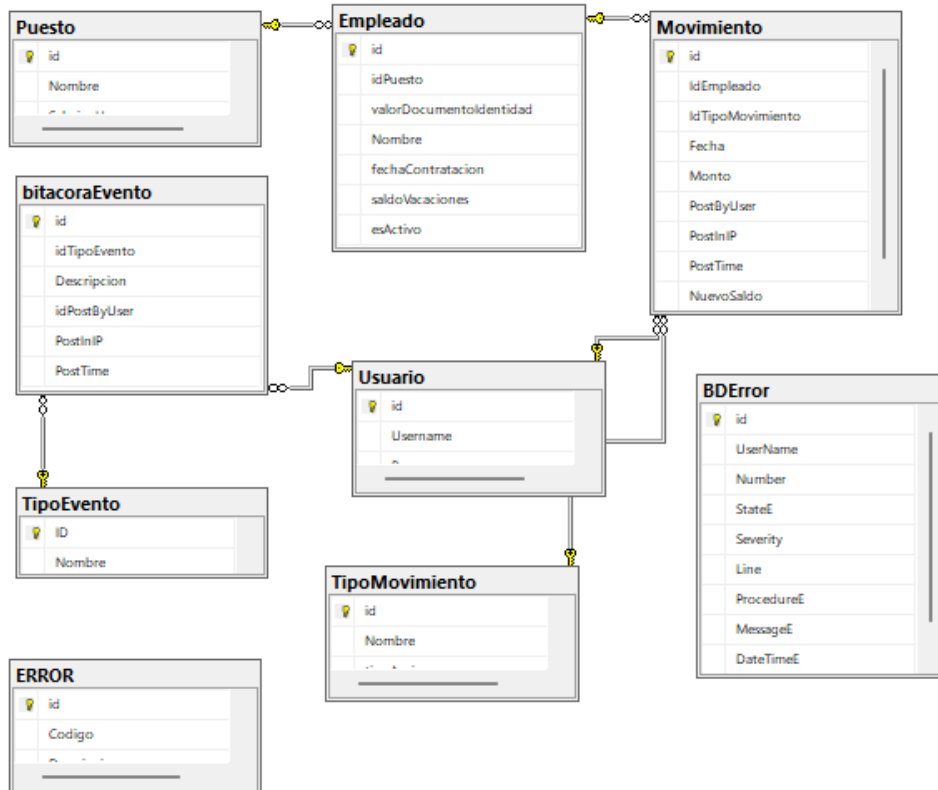 Puesto
id
Nombre
Empleado
id
idPuesto
valorDocumentoIdentidad
Nombre
fechaContratacion
saldoVacaciones
esActivo
Movimiento
id
IdEmpleado
IdTipoMovimiento
Fecha
Monto
PostByUser
PostInIP
PostTime
NuevoSaldo
bitacoraEvento
id
idTipoEvento
Descripcion
idPostByUser
PostInIP
PostTime
Usuario
id
Username
BDError
id
UserName
Number
StateE
Severity
Line
ProcedureE
MessageE
DateTimeE
TipoEvento
ID
Nombre
TipoMovimiento
id
Nombre
ERROR
id
Codigo